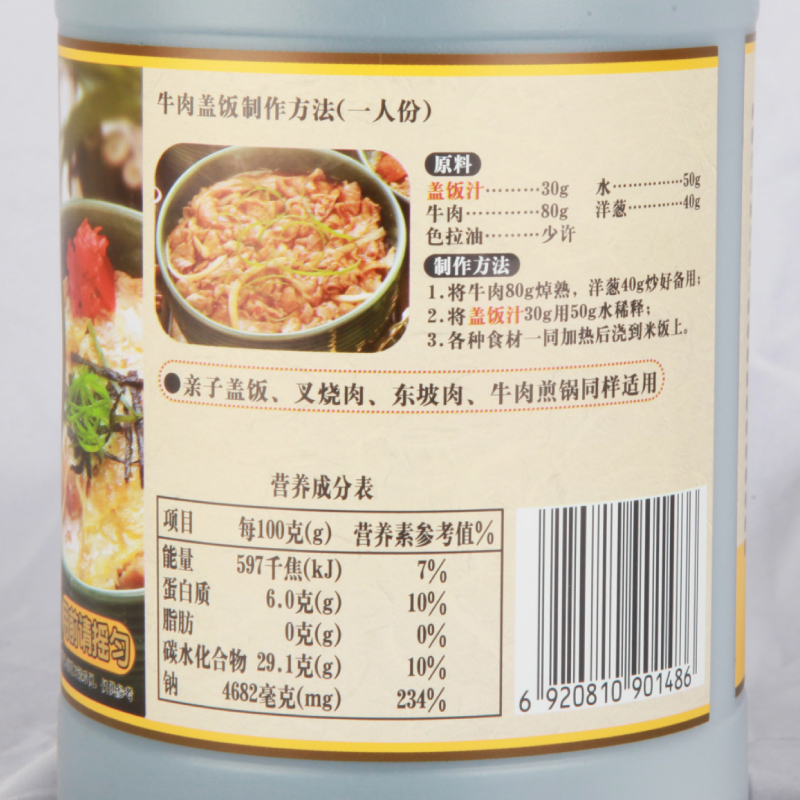 牛肉盖饭制作方法(一人份)
原料
盖饭汁………30g 水……………50g
牛肉…………80g 洋葱…………40g
色拉油………少许
制作方法
1.将牛肉80g焯熟，洋葱40g炒好备用；
2.将盖饭汁30g用50g水稀释；
3.各种食材一同加热后浇到米饭上。
●亲子盖饭、叉烧肉、东坡肉、牛肉煎锅同样适用
营养成分表
项目 每100克(g) 营养素参考值%
能量 597千焦(kJ) 7%
蛋白质 6.0克(g) 10%
脂肪 0克(g) 0%
碳水化合物 29.1克(g) 10%
钠 4682毫克(mg) 234%
6 920810 901486
前请摇匀